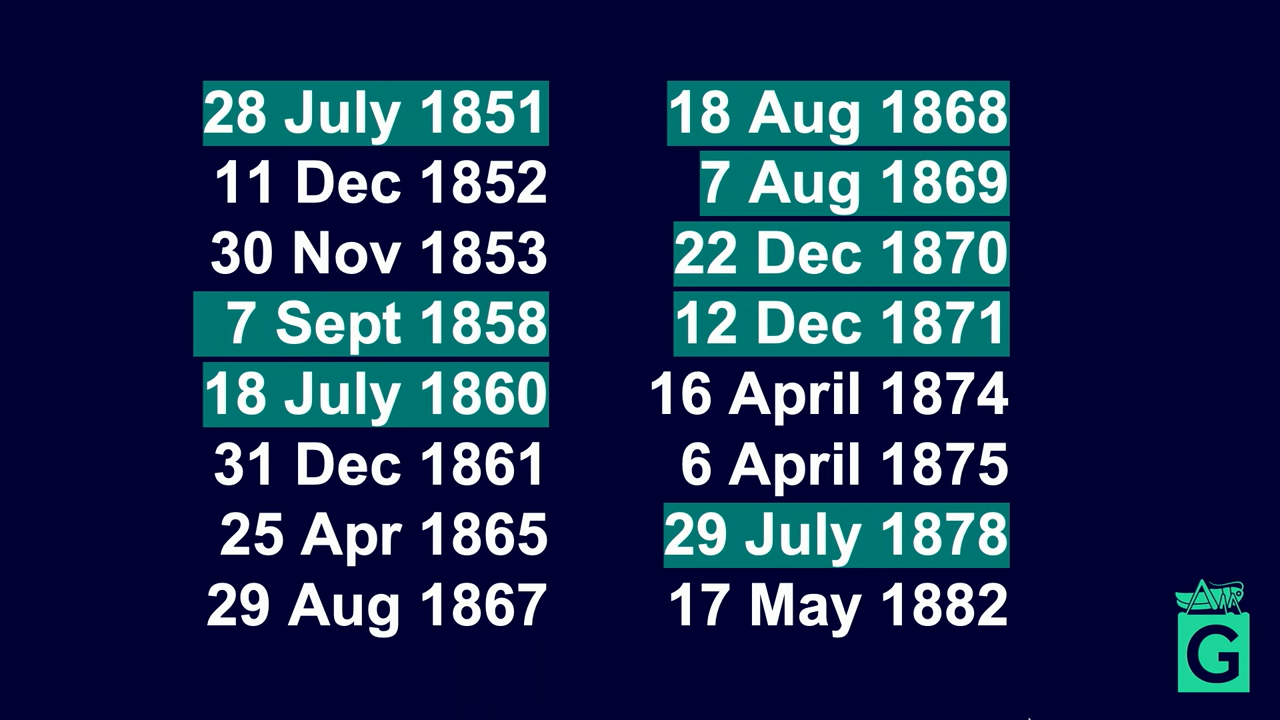 28 July 1851
11 Dec 1852
30 Nov 1853
7 Sept 1858
18 July 1860
31 Dec 1861
25 Apr 1865
29 Aug 1867
18 Aug 1868
7 Aug 1869
22 Dec 1870
12 Dec 1871
16 April 1874
6 April 1875
29 July 1878
17 May 1882
G